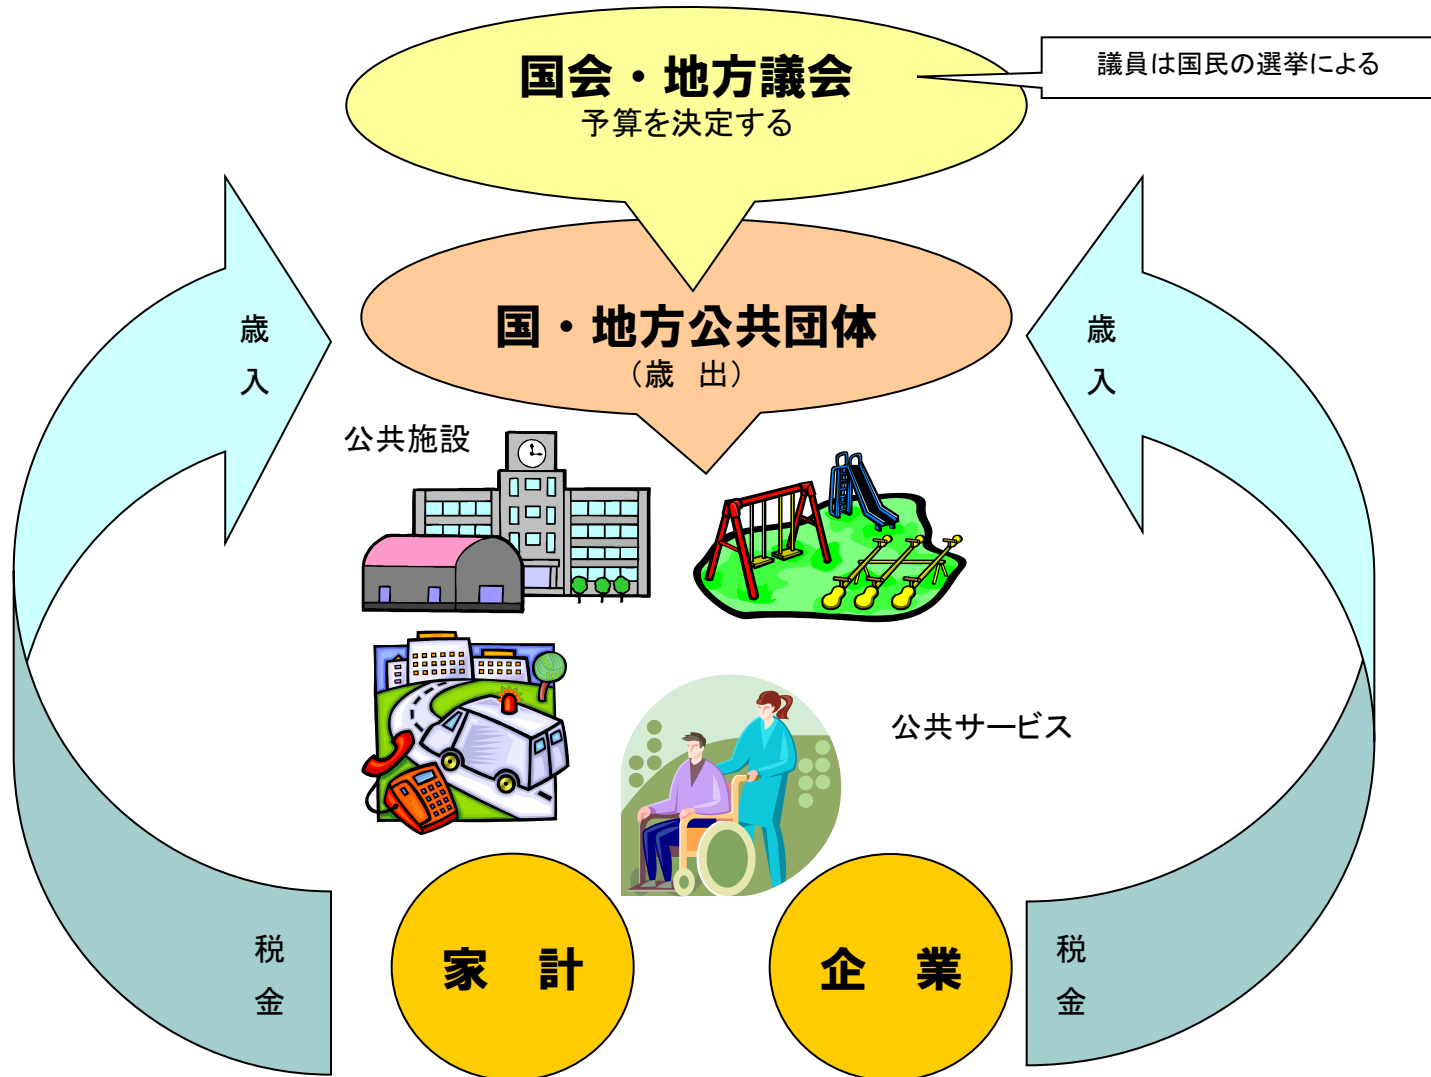 国会・地方議会
予算を決定する
議員は国民の選挙による
国・地方公共団体
（歳　出）
歳入
歳入
公共施設
公共サービス
税金
家　計
企　業
税金